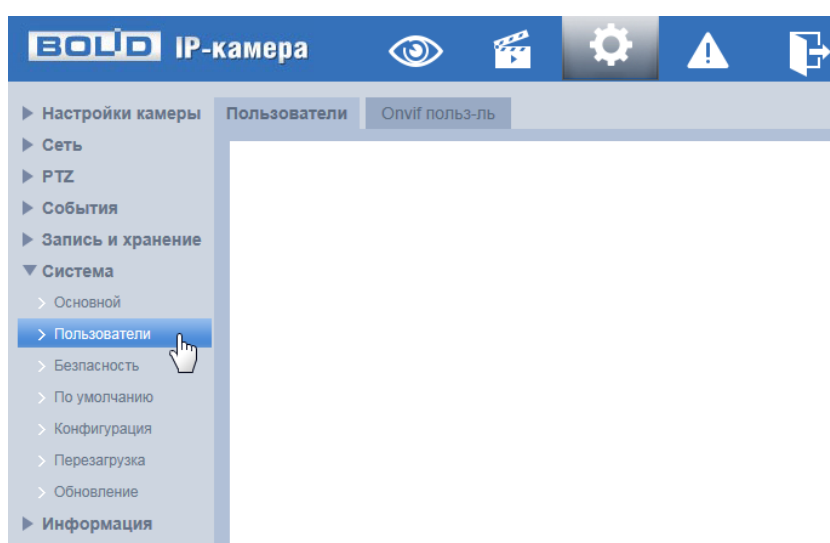 BOLID IP-камера
Настройки камеры
Сеть
PTZ
События
Запись и хранение
Система
Основной
Пользователи
Безпасность
По умолчанию
Конфигурация
Перезагрузка
Обновление
Информация
Пользователи Onvif польз-ль